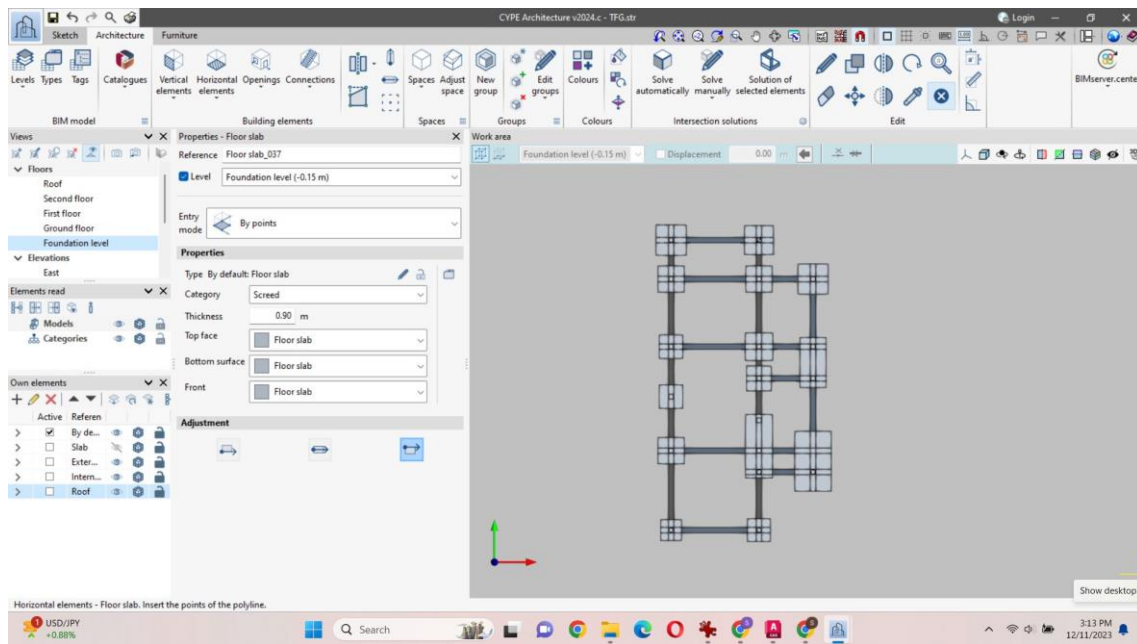 CYPE Architecture v2024.c - TFG.str
Login
Sketch Architecture Furniture
Levels Types Tags Catalogues Vertical elements Horizontal elements Openings Connections Spaces Adjust space New group Edit groups Colours Solve automatically Solve manually Solution of selected elements BIMserver.center
BIM model Building elements Spaces Groups Colours Intersection solutions Edit
Views
Floors
Roof
Second floor
First floor
Ground floor
Foundation level
Elevations
East
Elements read
Models
Categories
Own elements
Active Referen
By de...
Slab
Exter...
Intern...
Roof
Properties - Floor slab
Reference Floor slab_037
Level Foundation level (-0.15 m)
Entry mode By points
Properties
Type By default: Floor slab
Category Screed
Thickness 0.90 m
Top face Floor slab
Bottom surface Floor slab
Front Floor slab
Adjustment
Work area
Foundation level (-0.15 m) Displacement 0.00 m
Show desktop
Horizontal elements - Floor slab. Insert the points of the polyline.
1 USD/JPY
+0.88%
Search
3:13 PM
12/11/2023